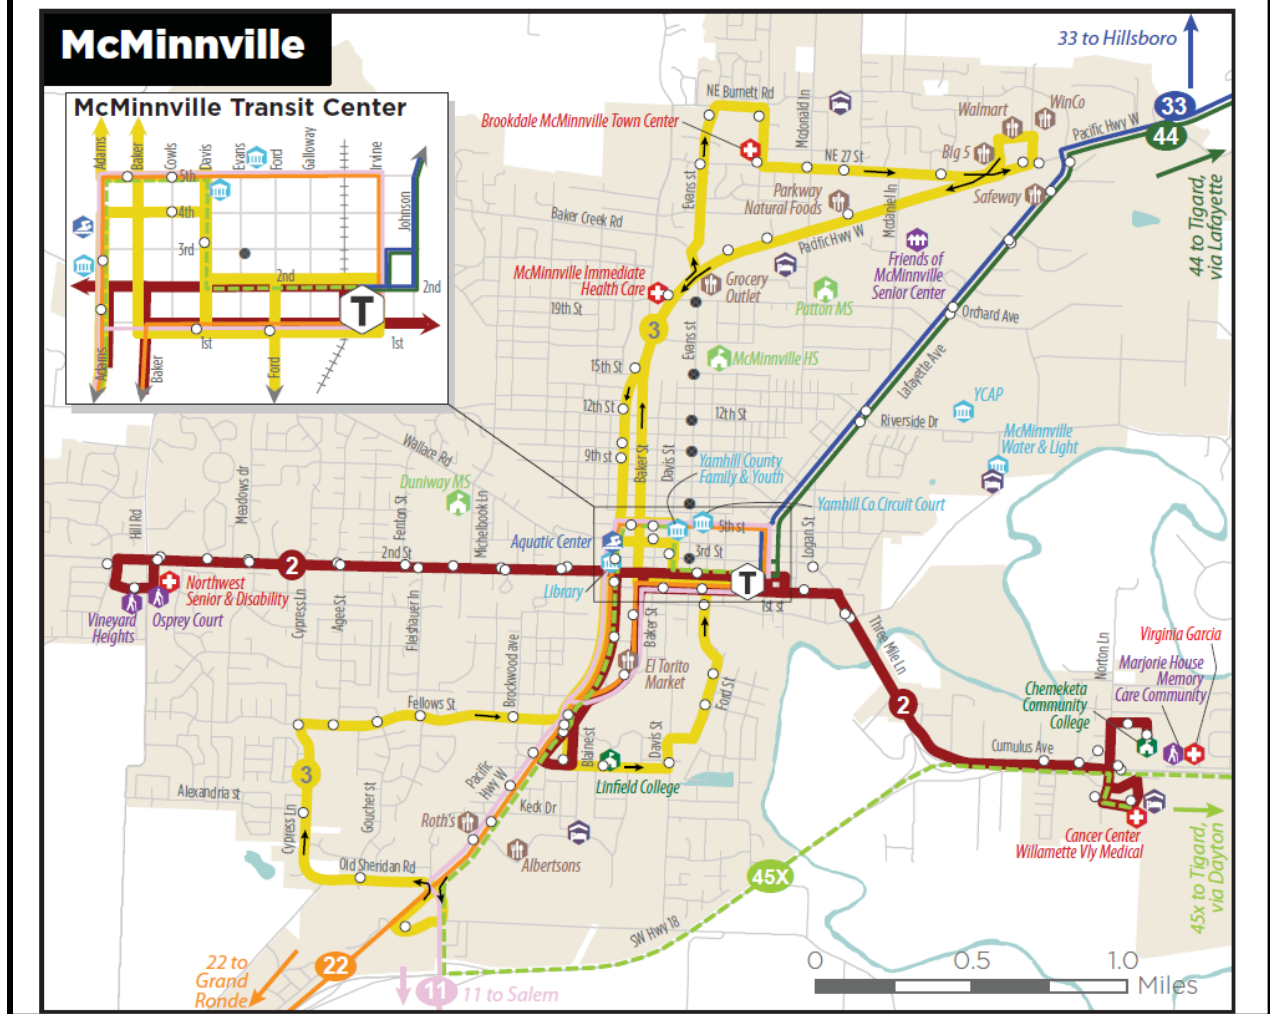 McMinnville
33 to Hillsboro
McMinnville Transit Center
Adams
Baker
Cowls
Davis
Evans
Ford
Galloway
Irvine
5th
4th
3rd
2nd
2nd
Johnson
T
1st
1st
Adams
Baker
Ford
NE Burnett Rd
Mcdonald ln
Walmart
WinCo
Pacific Hwy W
33
44
Brookdale McMinnville Town Center
NE 27 St
Big 5
Safeway
Evans st
Parkway
Natural Foods
Mcdaniel ln
44 to Tigard,
via Lafayette
Baker Creek Rd
Pacific Hwy W
Friends of
McMinnville
Senior Center
McMinnville Immediate
Health Care
Grocery
Outlet
Patton MS
19th St
Orchard Ave
3
Evans st
McMinnville HS
15th St
Lafayette Ave
12th St
12th St
YCAP
Riverside Dr
McMinnville
Water & Light
Wallace Rd
9th st
Baker St
Davis St
Yamhill County
Family & Youth
Duniway MS
Meadows dr
Hill Rd
Fenton St
Michelbook Ln
Yamhill Co Circuit Court
5th st
Aquatic Center
2nd St
3rd St
Logan St
2
T
Library
1st st
Northwest
Senior & Disability
Vineyard
Heights
Osprey Court
Cypress Ln
Agee St
Fleishauer ln
Baker St
Three Mile Ln
Brockwood ave
El Torito
Market
Norton Ln
Virginia Garcia
Marjorie House
Memory
Care Community
Chemeketa
Community
College
2
Fellows St
Ford St
Davis St
Blainest
Cumulus Ave
3
Pacific
Hwy W
Linfield College
Alexandria st
Goucher st
Cypress Ln
Keck Dr
Roth's
Albertsons
Old Sheridan Rd
Cancer Center
Willamette Vly Medical
45x to Tigard,
via Dayton
45X
SW Hwy 18
22 to
Grand
Ronde
22
11
11 to Salem
0
0.5
1.0
Miles